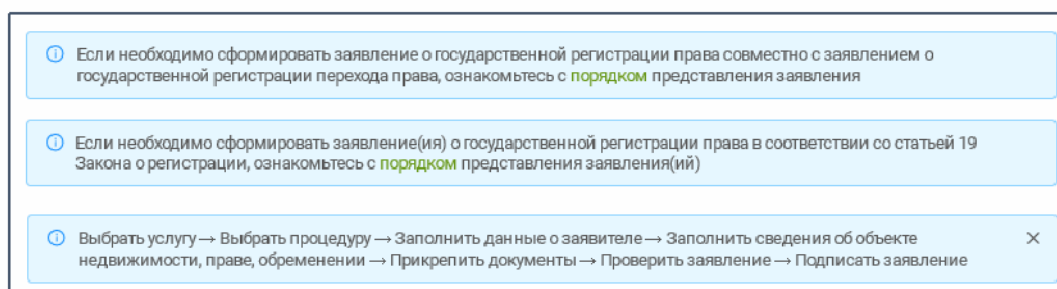 Если необходимо сформировать заявление о государственной регистрации права совместно с заявлением о
государственной регистрации перехода права, ознакомьтесь с порядком представления заявления
Если необходимо сформировать заявление(ия) о государственной регистрации права в соответствии со статьей 19
Закона о регистрации, ознакомьтесь с порядком представления заявления(ий)
Выбрать услугу → Выбрать процедуру → Заполнить данные о заявителе → Заполнить сведения об объекте
недвижимости, праве, обременении → Прикрепить документы → Проверить заявление → Подписать заявление